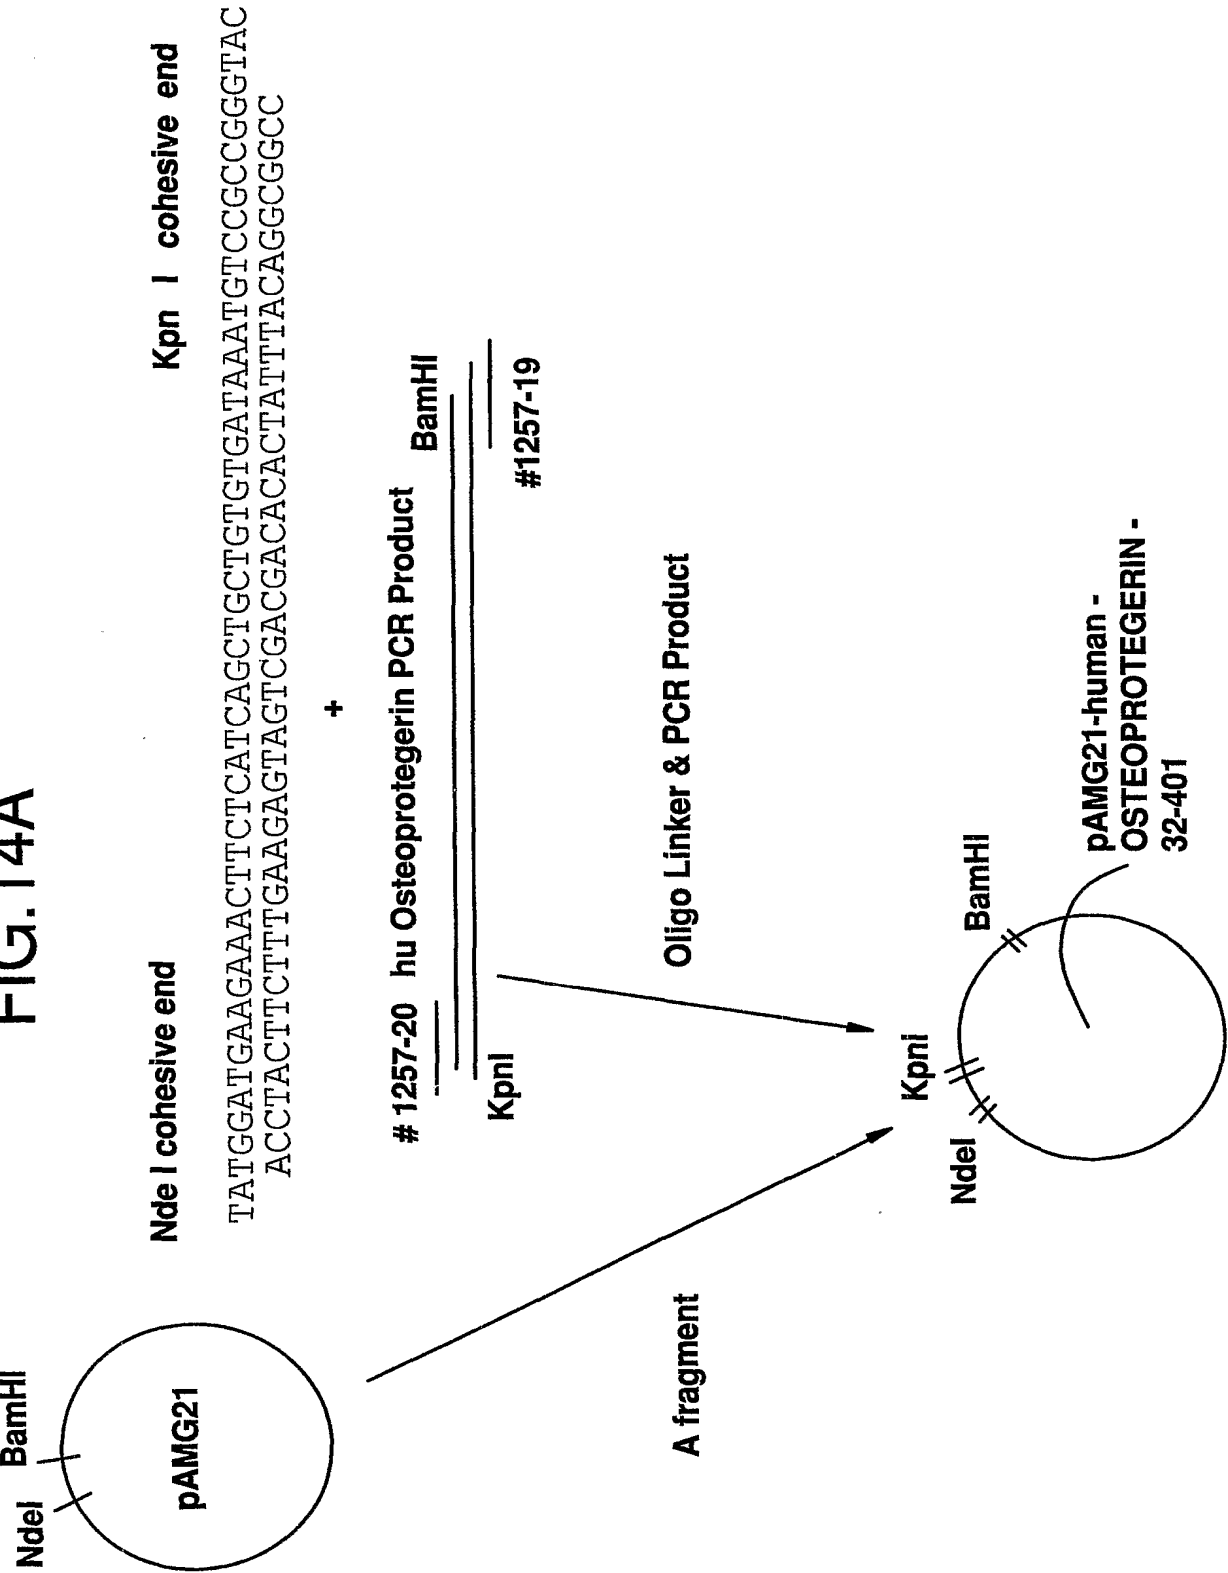 FIG.14A
NdeI
BamHI
pAMG21
Nde I cohesive end
Kpn I cohesive end
TATGGATGAAGAAACTTCTCATCAGCTGCTGTGTGATAAATGTCCGCCGGGTAC
ACCTACTTCTTTGAAGAGTAGTCGACGACACACTATTTACAGGCGGCC
+
# 1257-20 hu Osteoprotegerin PCR Product
BamHI
KpnI
#1257-19
A fragment
Oligo Linker & PCR Product
KpnI
NdeI
BamHI
pAMG21-human -
OSTEOPROTEGERIN -
32-401